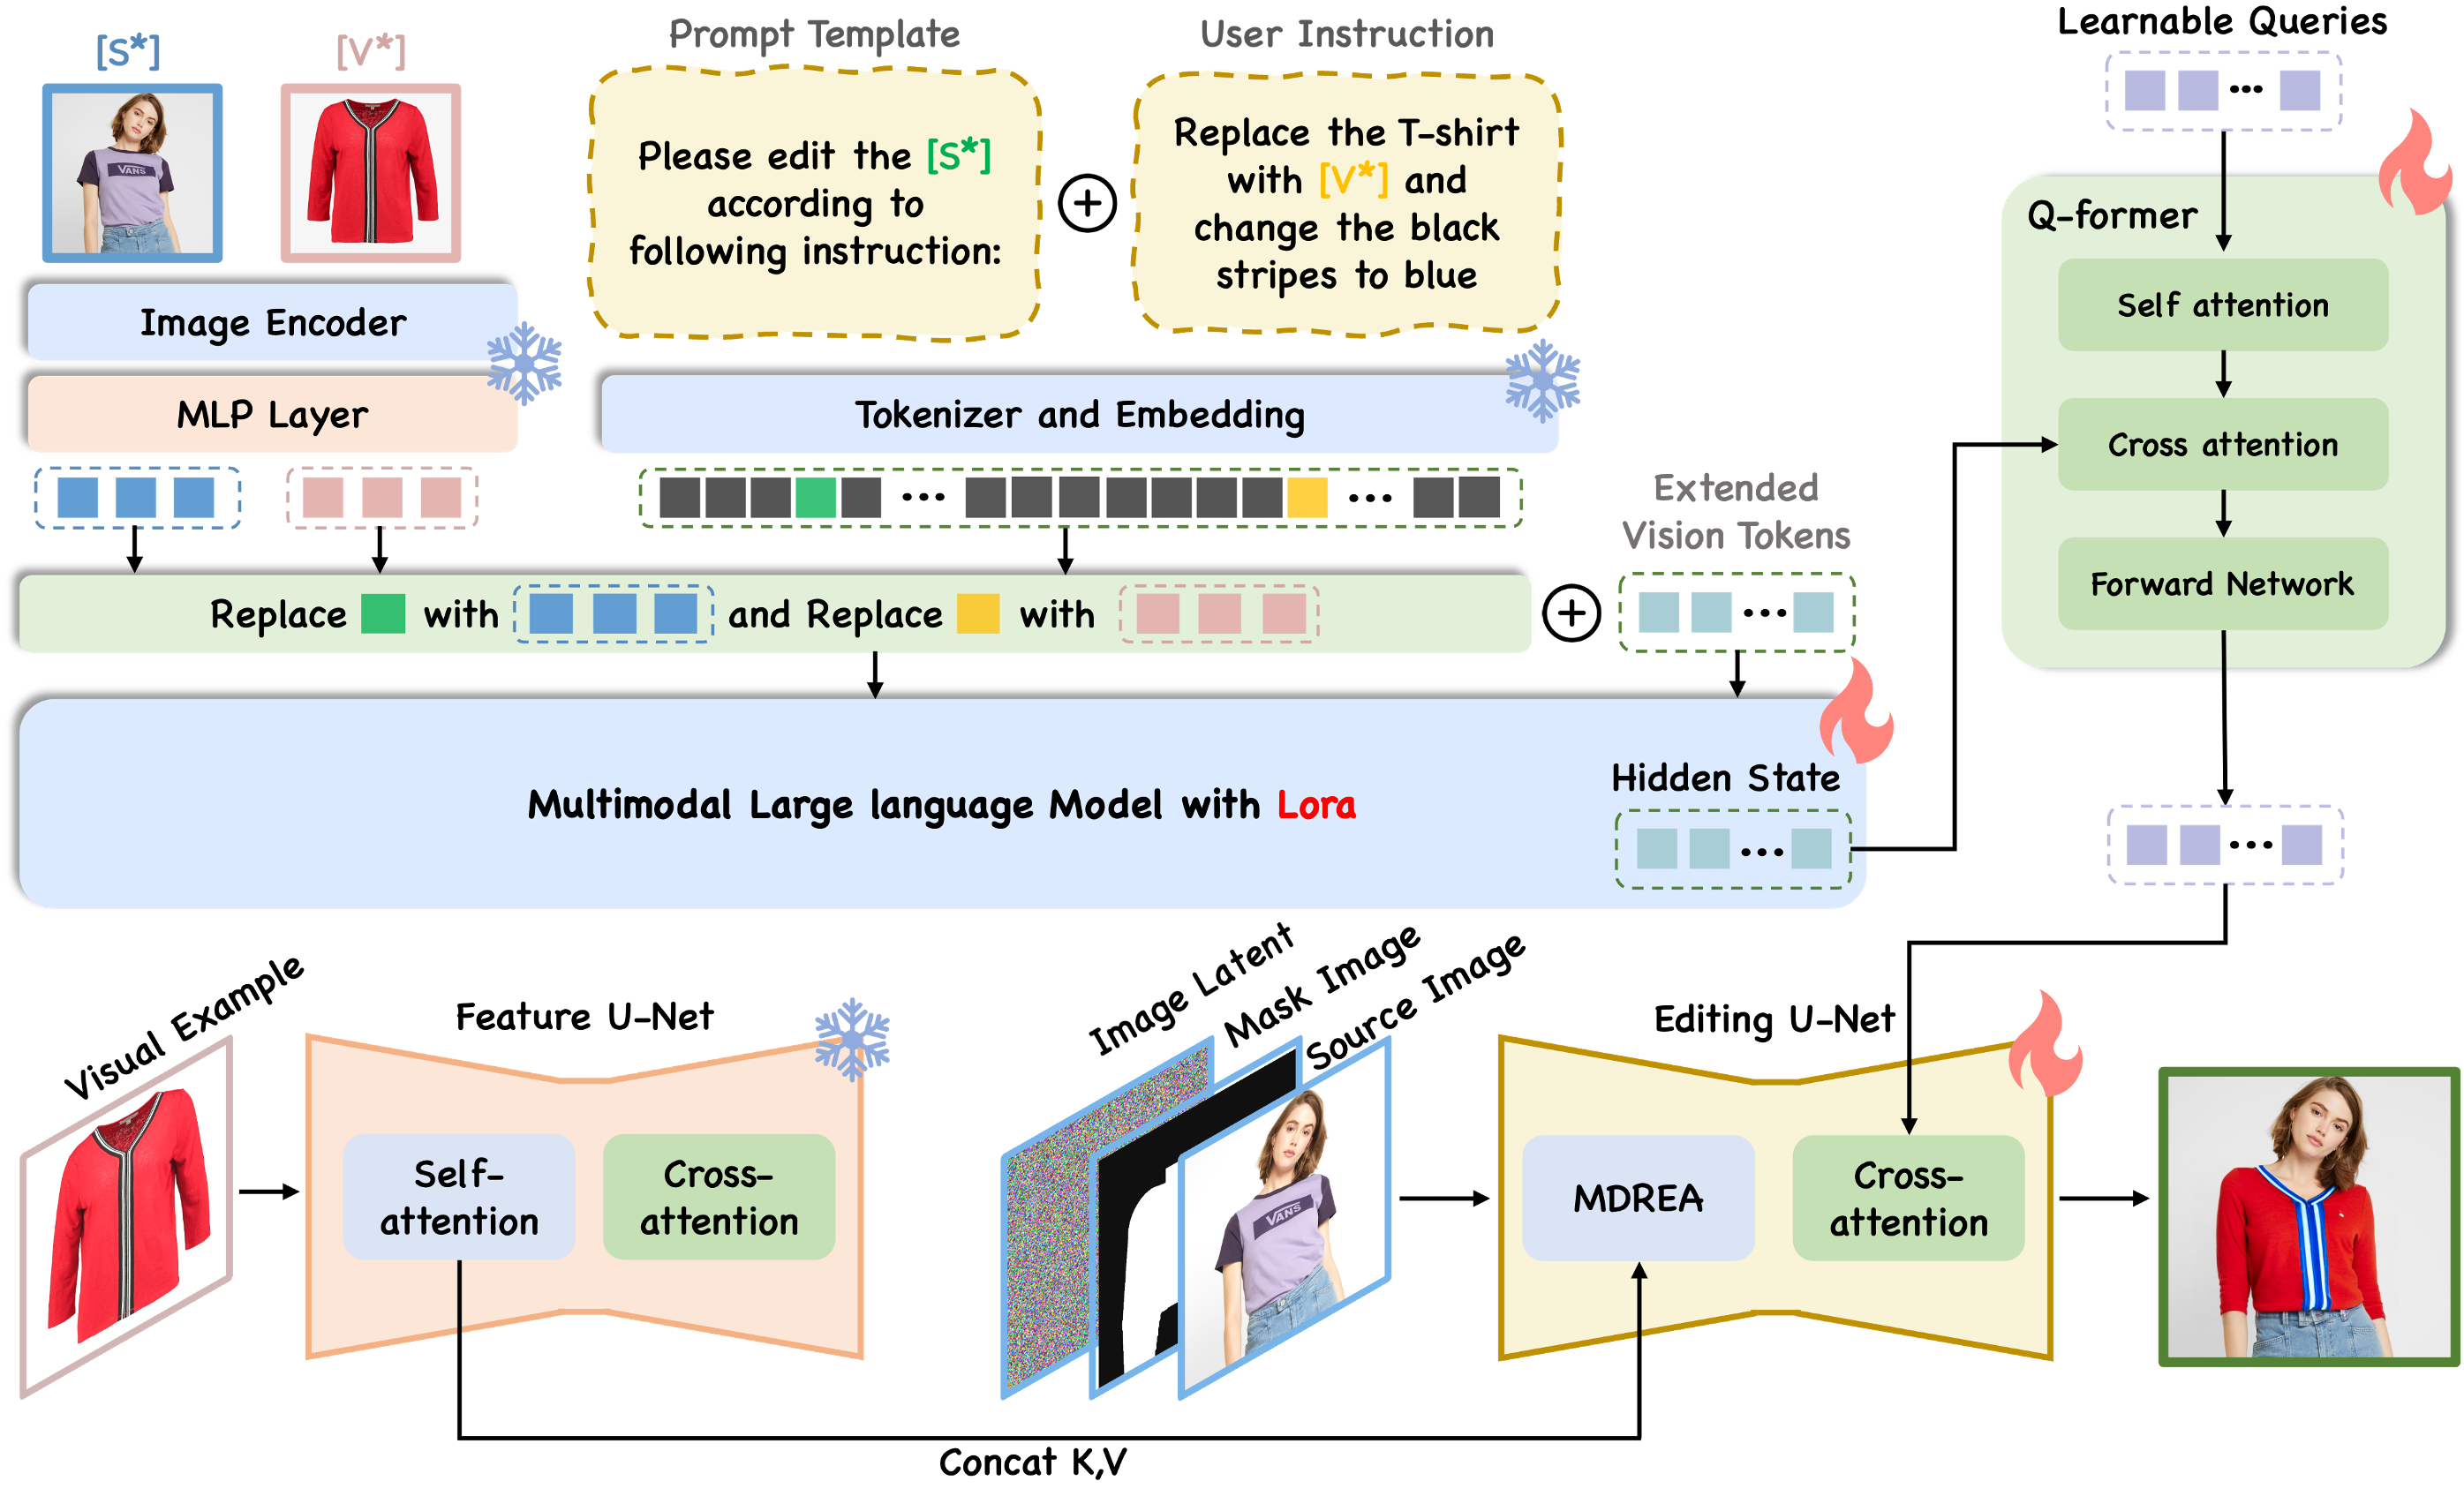 [S*]
[V*]
Prompt Template
User Instruction
Please edit the [S*]
according to
following instruction:
Replace the T-shirt
with [V*] and
change the black
stripes to blue
VANS
Image Encoder
MLP Layer
Tokenizer and Embedding
Extended
Vision Tokens
Replace with and Replace with
Multimodal Large language Model with Lora
Hidden State
Learnable Queries
Q-former
Self attention
Cross attention
Forward Network
Visual Example
Feature U-Net
Self-
attention
Cross-
attention
Image Latent
Mask Image
Source Image
VANS
Editing U-Net
MDREA
Cross-
attention
Concat K,V